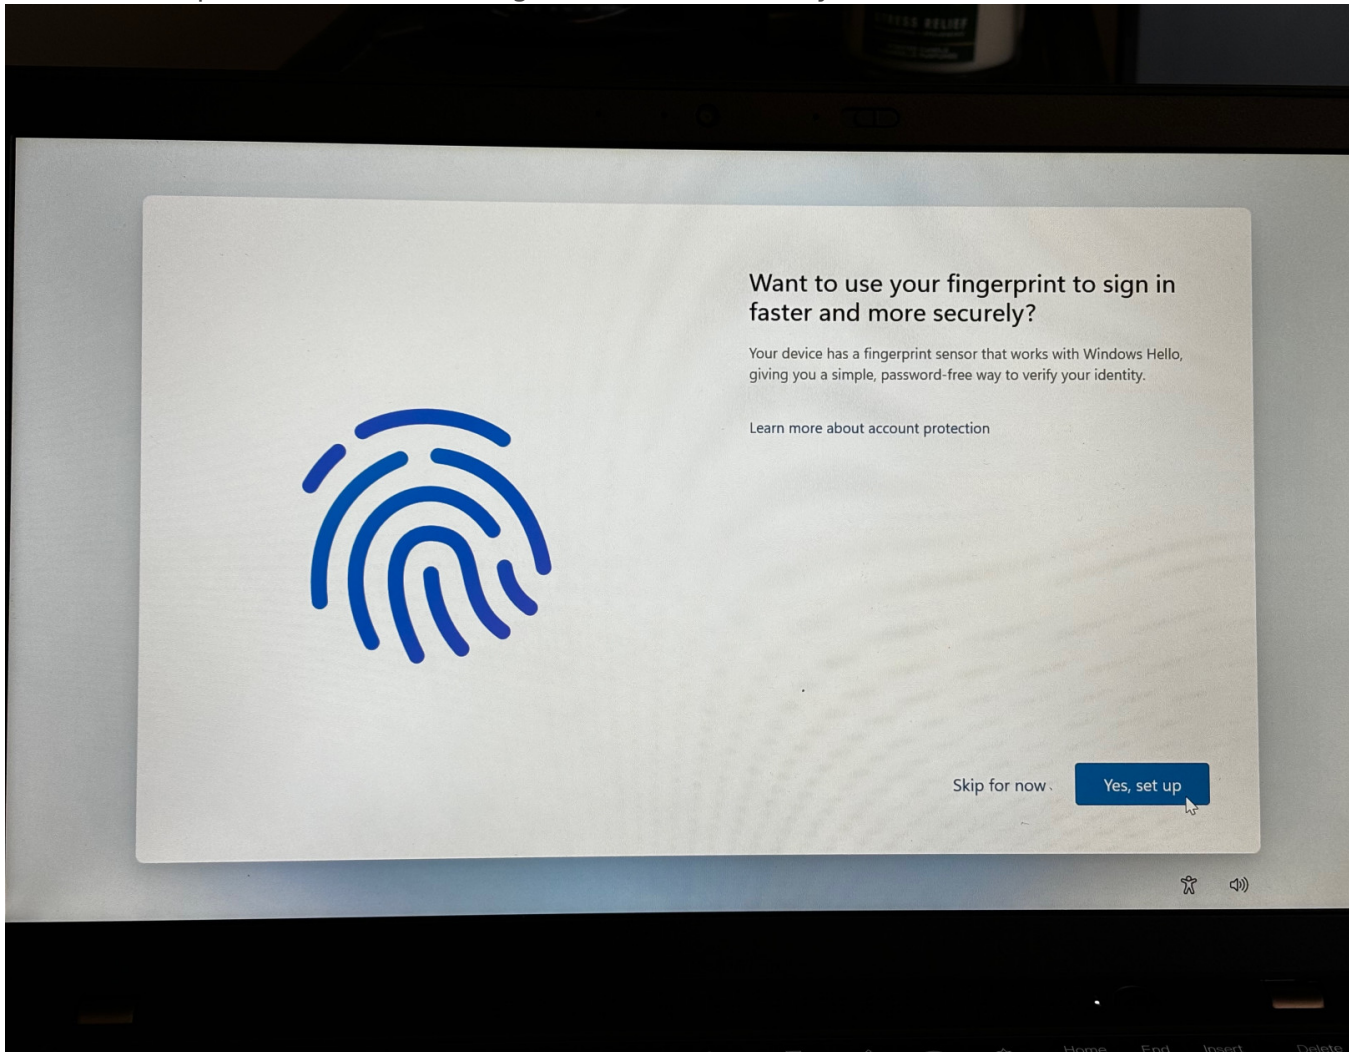 STRESS RELIEF
Want to use your fingerprint to sign in
faster and more securely?
Your device has a fingerprint sensor that works with Windows Hello,
giving you a simple, password-free way to verify your identity.
Learn more about account protection
Skip for now
Yes, set up
Home End Insert Delete